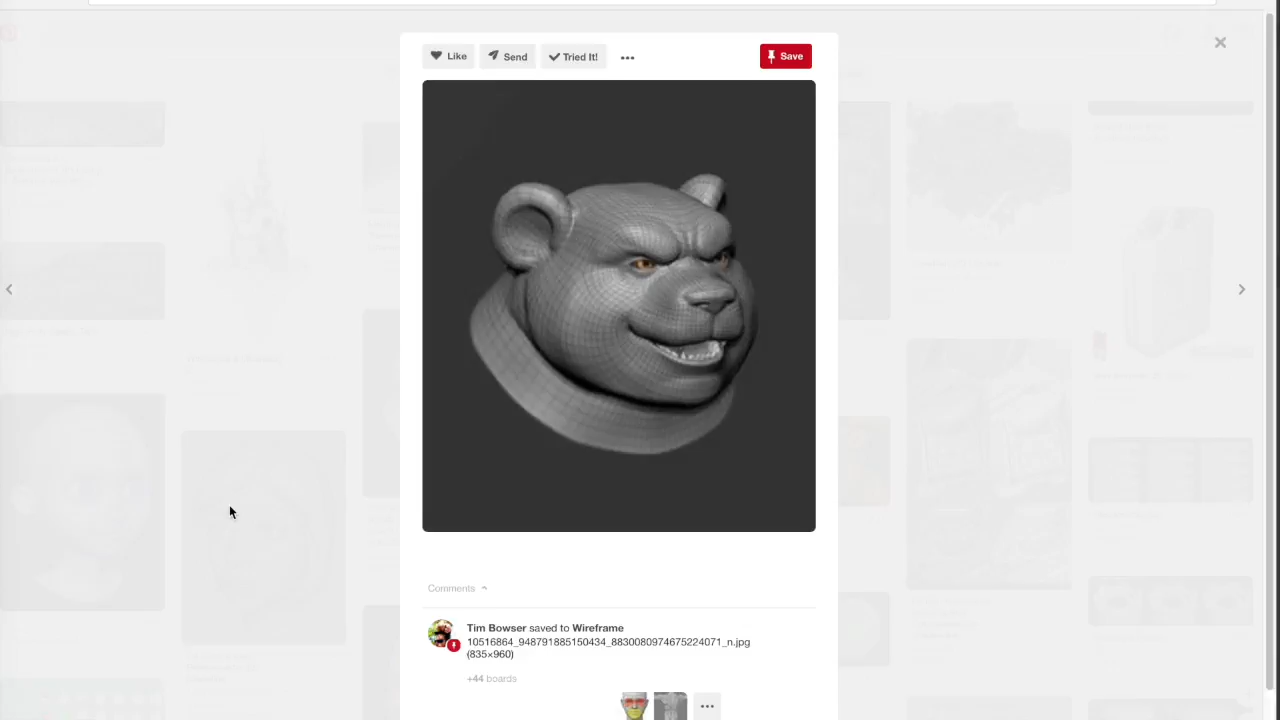 Like
Send
Tried It!
Save
Comments
Tim Bowser saved to Wireframe
10516864_948791885150434_8830080974675224071_n.jpg
(835×960)
+44 boards